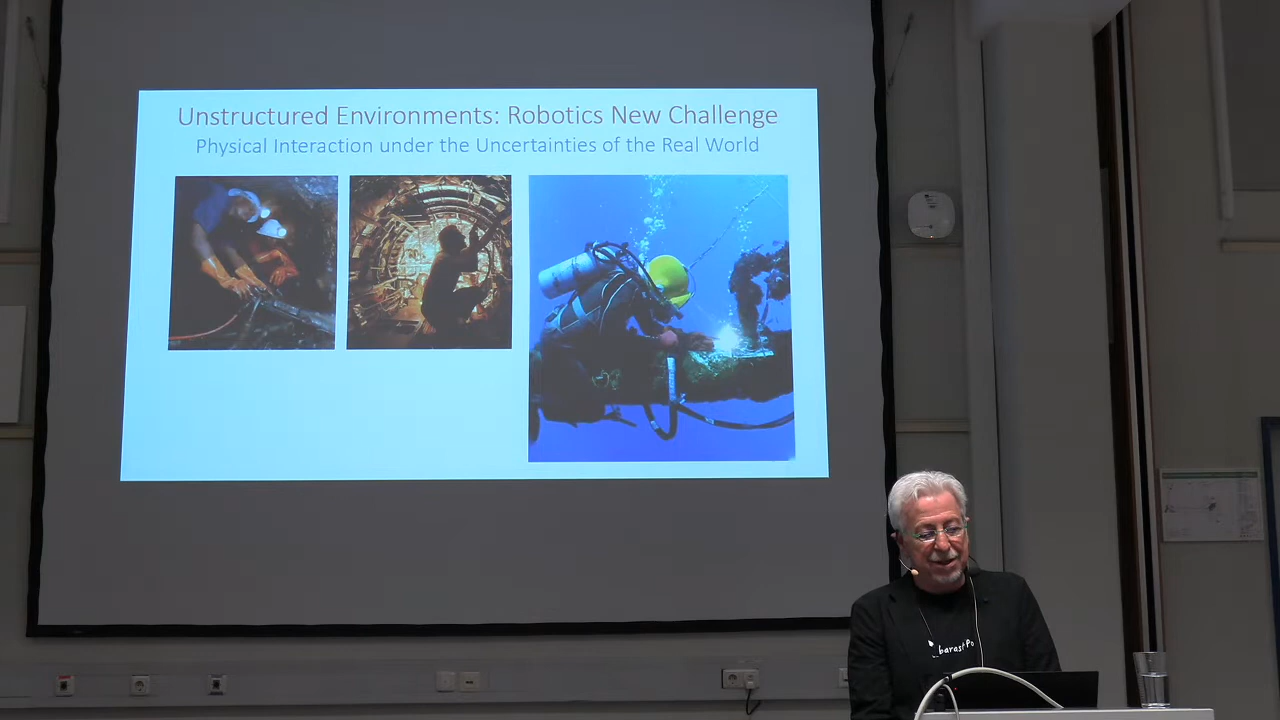 Unstructured Environments: Robotics New Challenge
Physical Interaction under the Uncertainties of the Real World